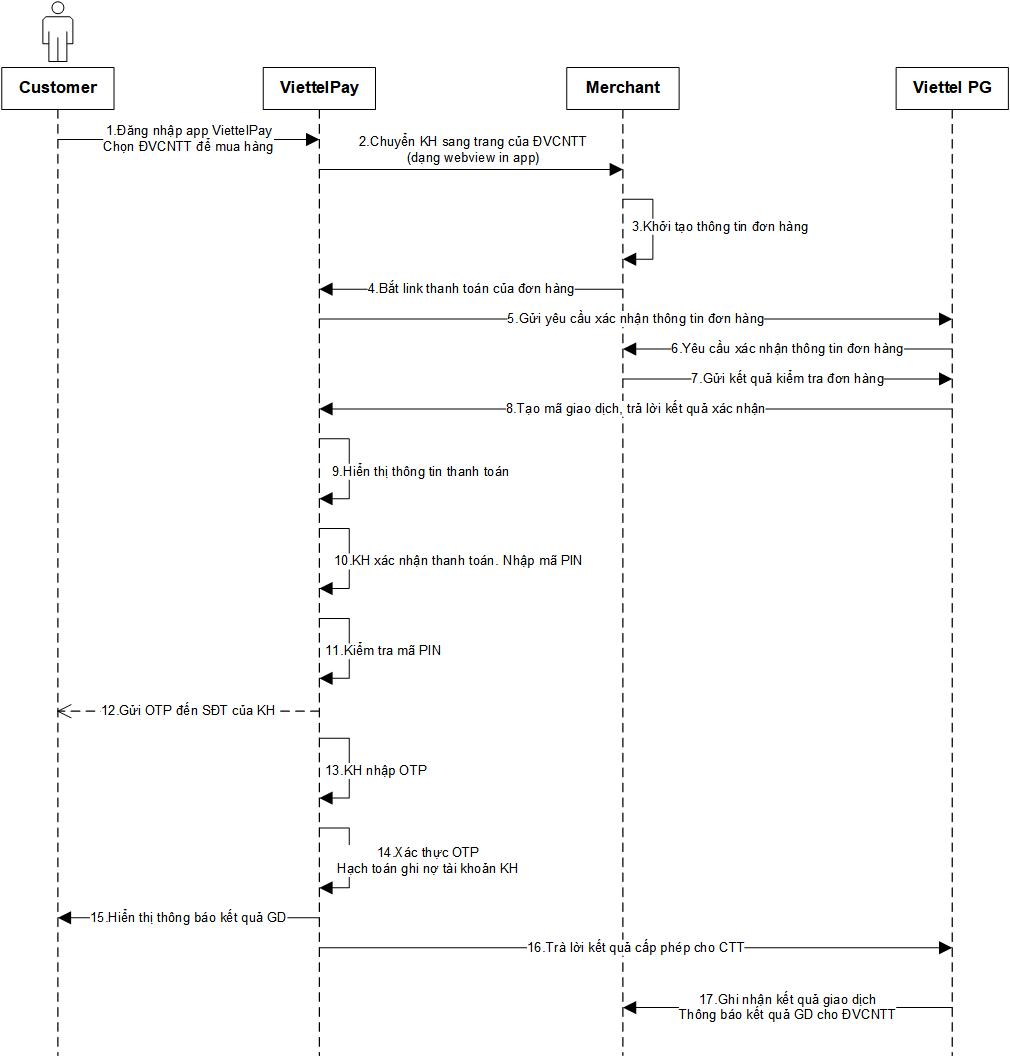 Customer
ViettelPay
Merchant
Viettel PG
1.Đăng nhập app ViettelPay
Chọn ĐVCNTT để mua hàng
2.Chuyển KH sang trang của ĐVCNTT
(dạng webview in app)
3.Khởi tạo thông tin đơn hàng
4.Bắt link thanh toán của đơn hàng
5.Gửi yêu cầu xác nhận thông tin đơn hàng
6.Yêu cầu xác nhận thông tin đơn hàng
7.Gửi kết quả kiểm tra đơn hàng
8.Tạo mã giao dịch, trả lời kết quả xác nhận
9.Hiển thị thông tin thanh toán
10.KH xác nhận thanh toán. Nhập mã PIN
11.Kiểm tra mã PIN
12.Gửi OTP đến SĐT của KH
13.KH nhập OTP
14.Xác thực OTP
Hạch toán ghi nợ tài khoản KH
15.Hiển thị thông báo kết quả GD
16.Trả lời kết quả cấp phép cho CTT
17.Ghi nhận kết quả giao dịch
Thông báo kết quả GD cho ĐVCNTT